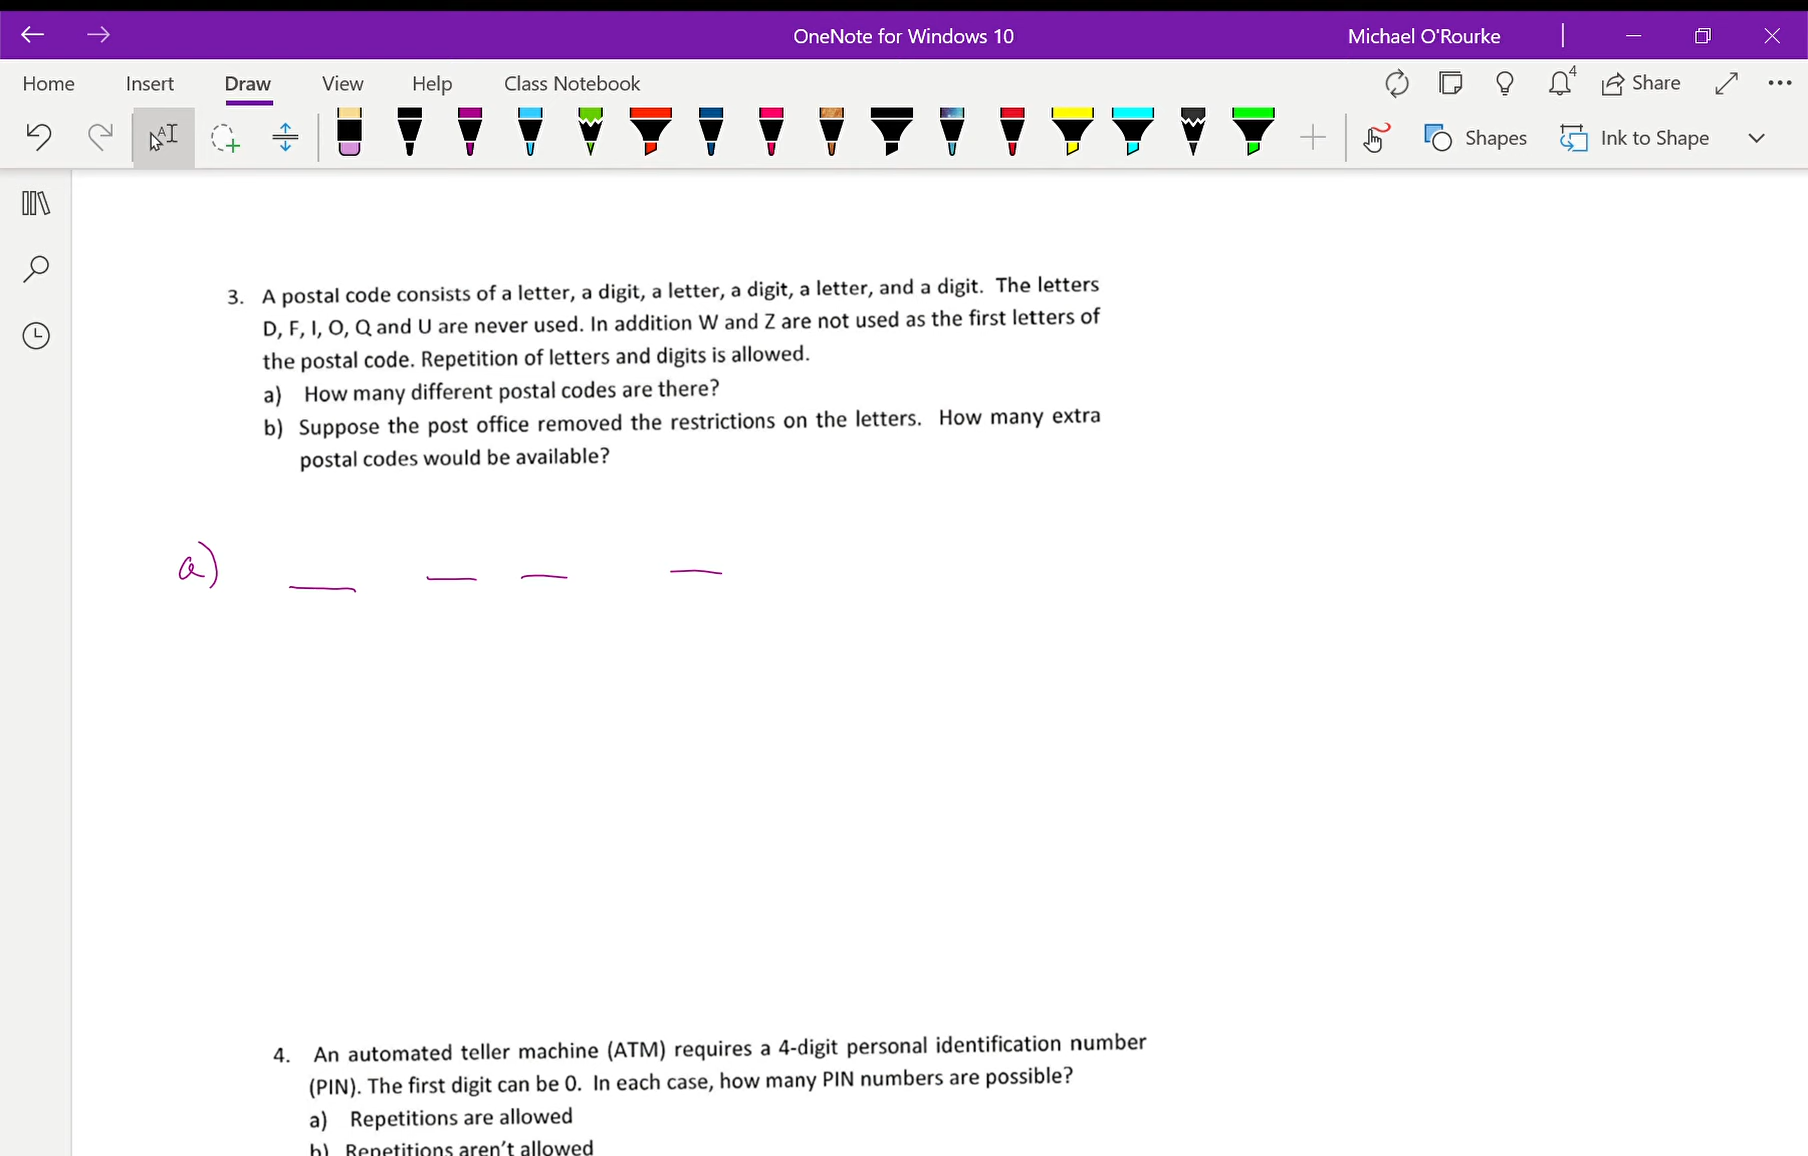 OneNote for Windows 10
Michael O'Rourke
Home Insert Draw View Help Class Notebook
4 Share
Shapes Ink to Shape
3. A postal code consists of a letter, a digit, a letter, a digit, a letter, and a digit. The letters
D, F, I, O, Q and U are never used. In addition W and Z are not used as the first letters of
the postal code. Repetition of letters and digits is allowed.
a) How many different postal codes are there?
b) Suppose the post office removed the restrictions on the letters. How many extra
postal codes would be available?
a)
4. An automated teller machine (ATM) requires a 4-digit personal identification number
(PIN). The first digit can be 0. In each case, how many PIN numbers are possible?
a) Repetitions are allowed
b) Repetitions aren't allowed